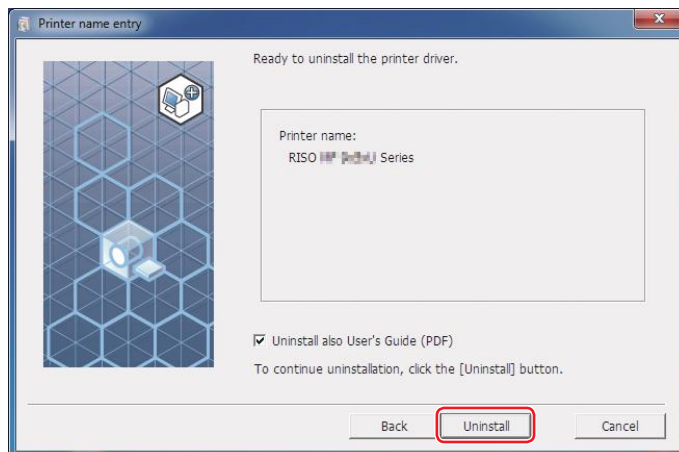 Printer name entry
Ready to uninstall the printer driver.
Printer name:
RISO Series
Uninstall also User's Guide (PDF)
To continue uninstallation, click the [Uninstall] button.
Back
Uninstall
Cancel